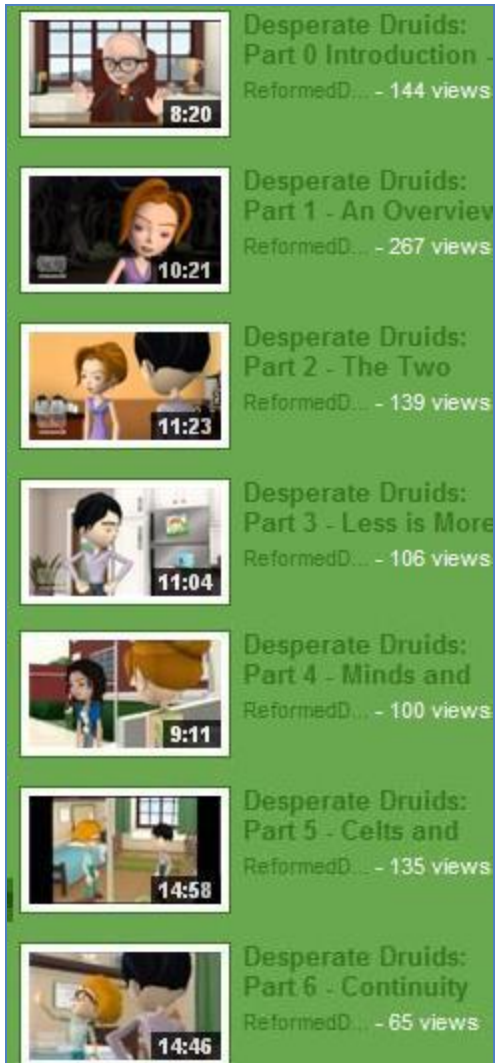 Desperate Druids:
Part 0 Introduction -
ReformedD... - 144 views
8:20
Desperate Druids:
Part 1 - An Overview
ReformedD... - 267 views
10:21
Desperate Druids:
Part 2 - The Two
ReformedD... - 139 views
11:23
Desperate Druids:
Part 3 - Less is More
ReformedD... - 106 views
11:04
Desperate Druids:
Part 4 - Minds and
ReformedD... - 100 views
9:11
Desperate Druids:
Part 5 - Celts and
ReformedD... - 135 views
14:58
Desperate Druids:
Part 6 - Continuity
ReformedD... - 65 views
14:46